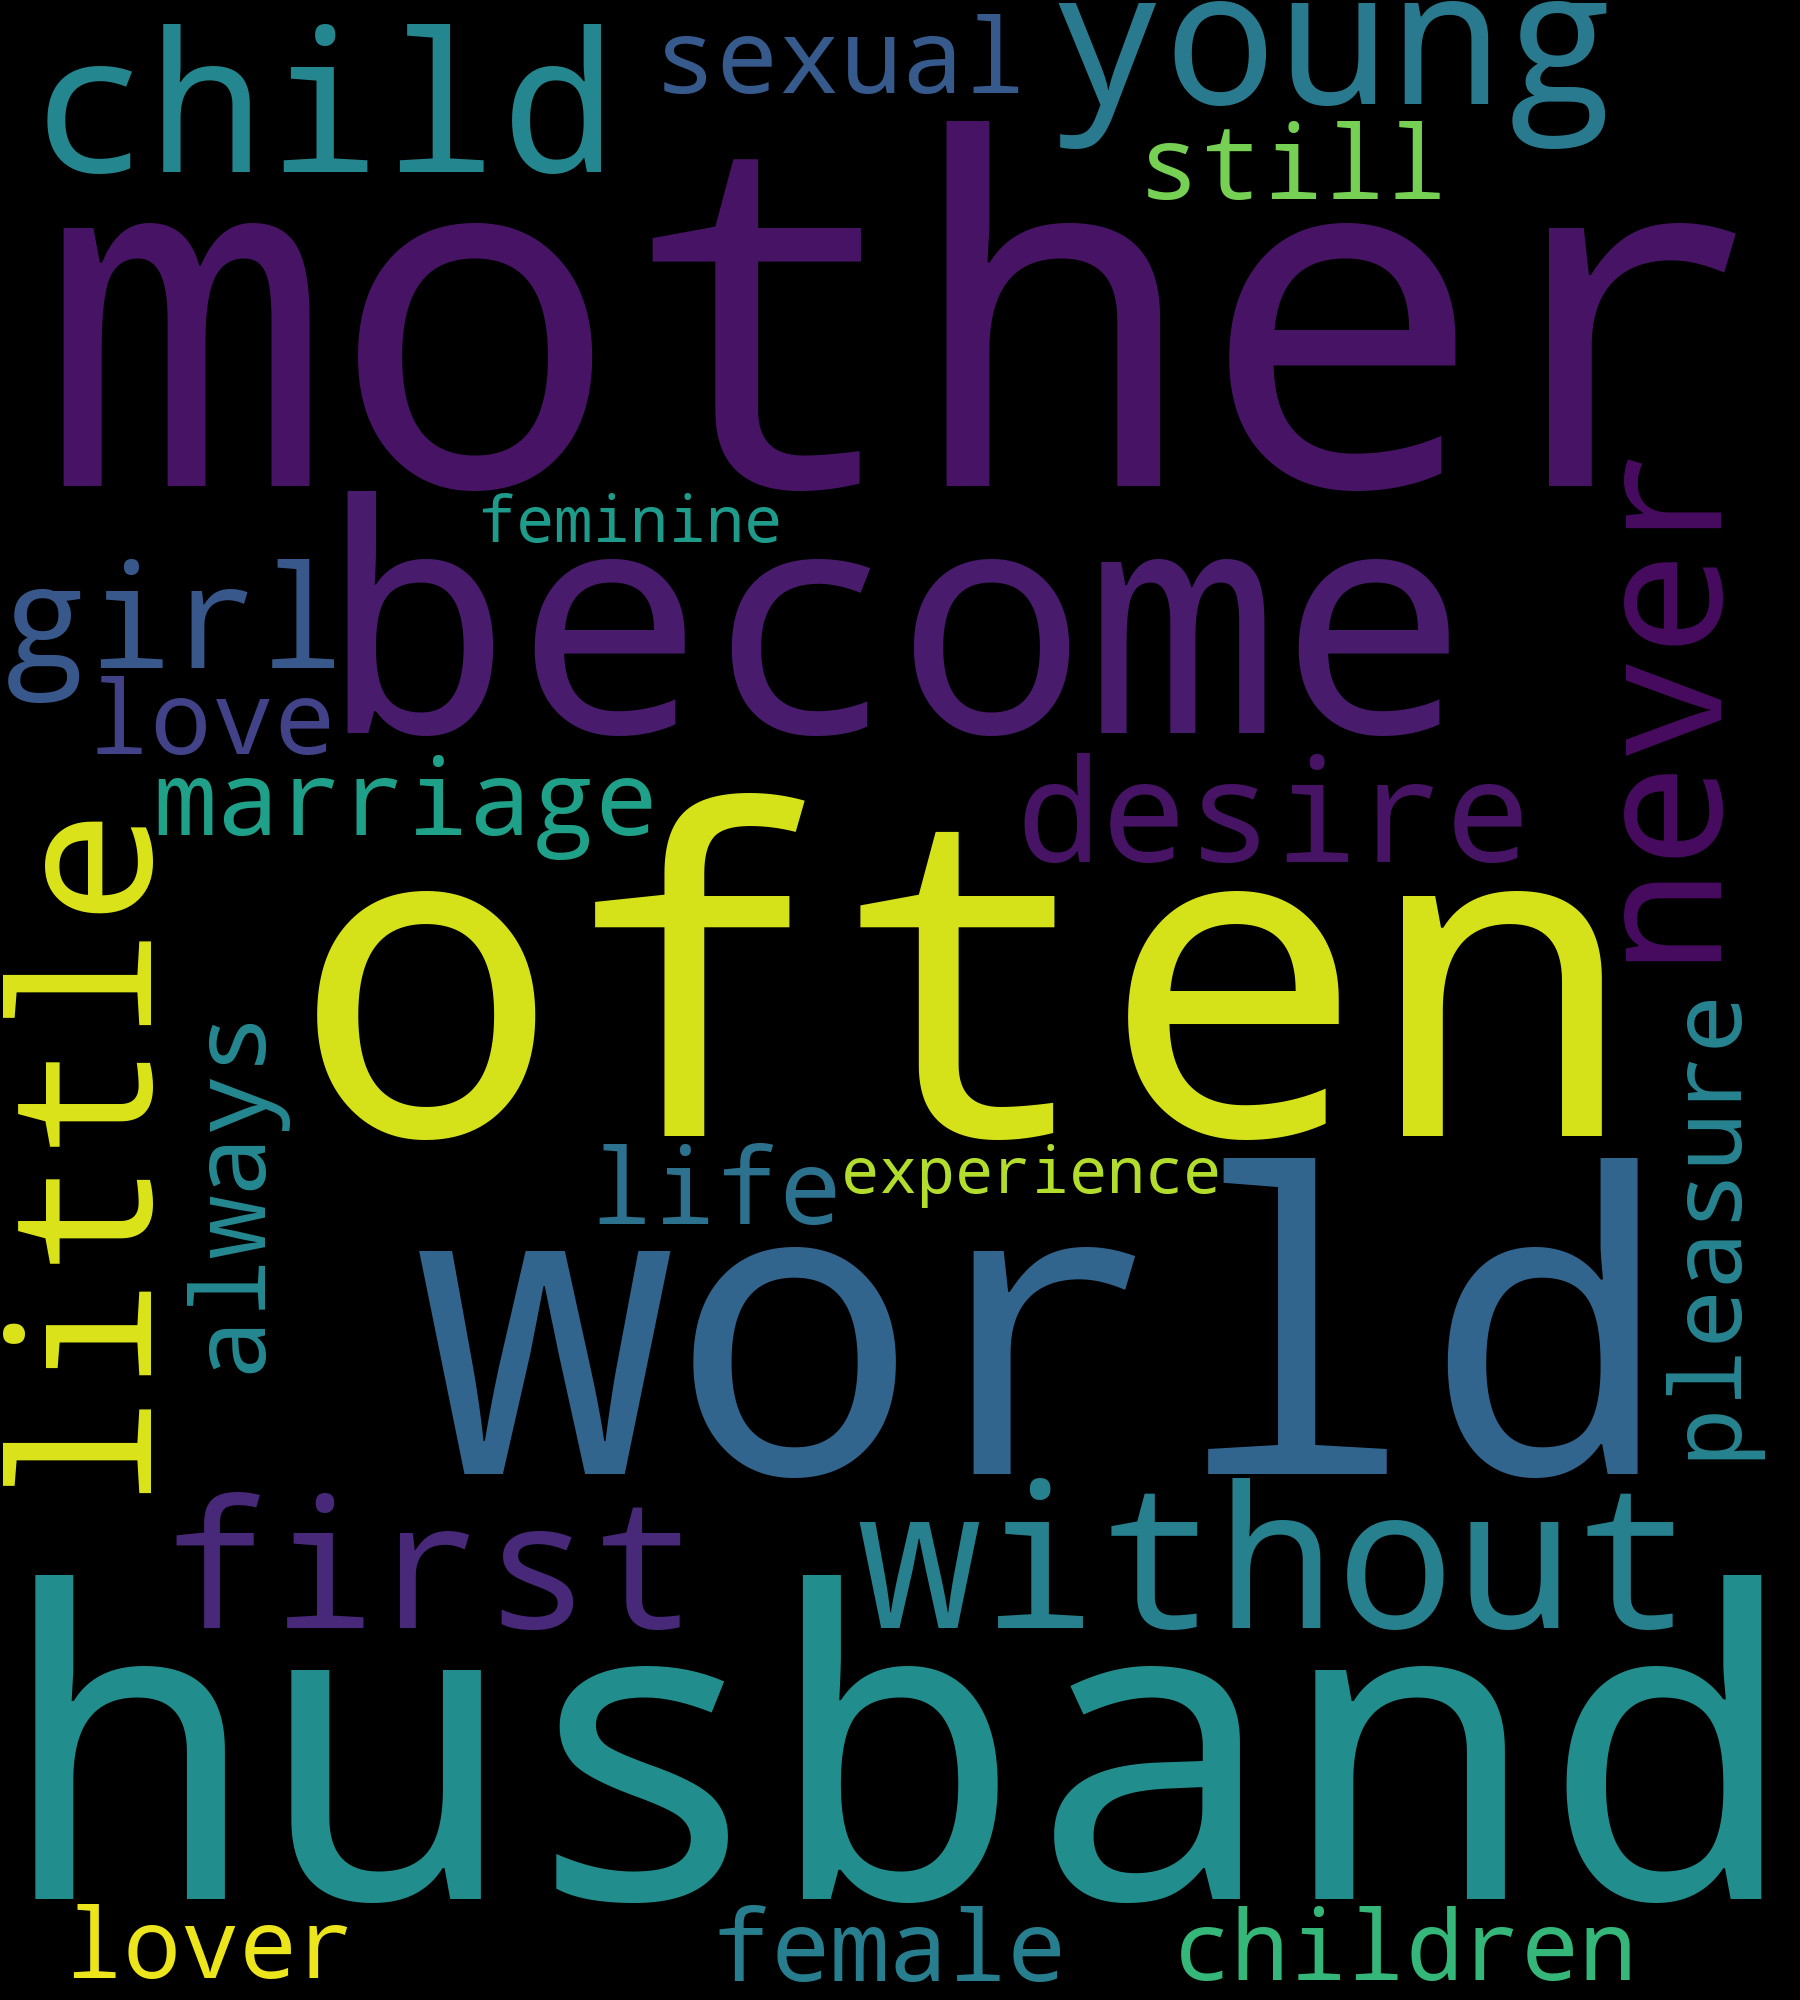 child
sexual
young
still
mother
feminine
become
never
girl
love
marriage
desire
often
little
always
pleasure
life
experience
world
first
without
husband
lover
female
children